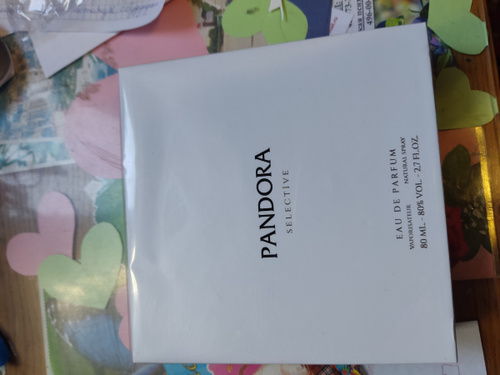 PANDORA
SELECTIVE
EAU DE PARFUM
VAPORISATEUR NATURAL SPRAY
80 ML - 80% VOL - 2,7 FL.OZ.